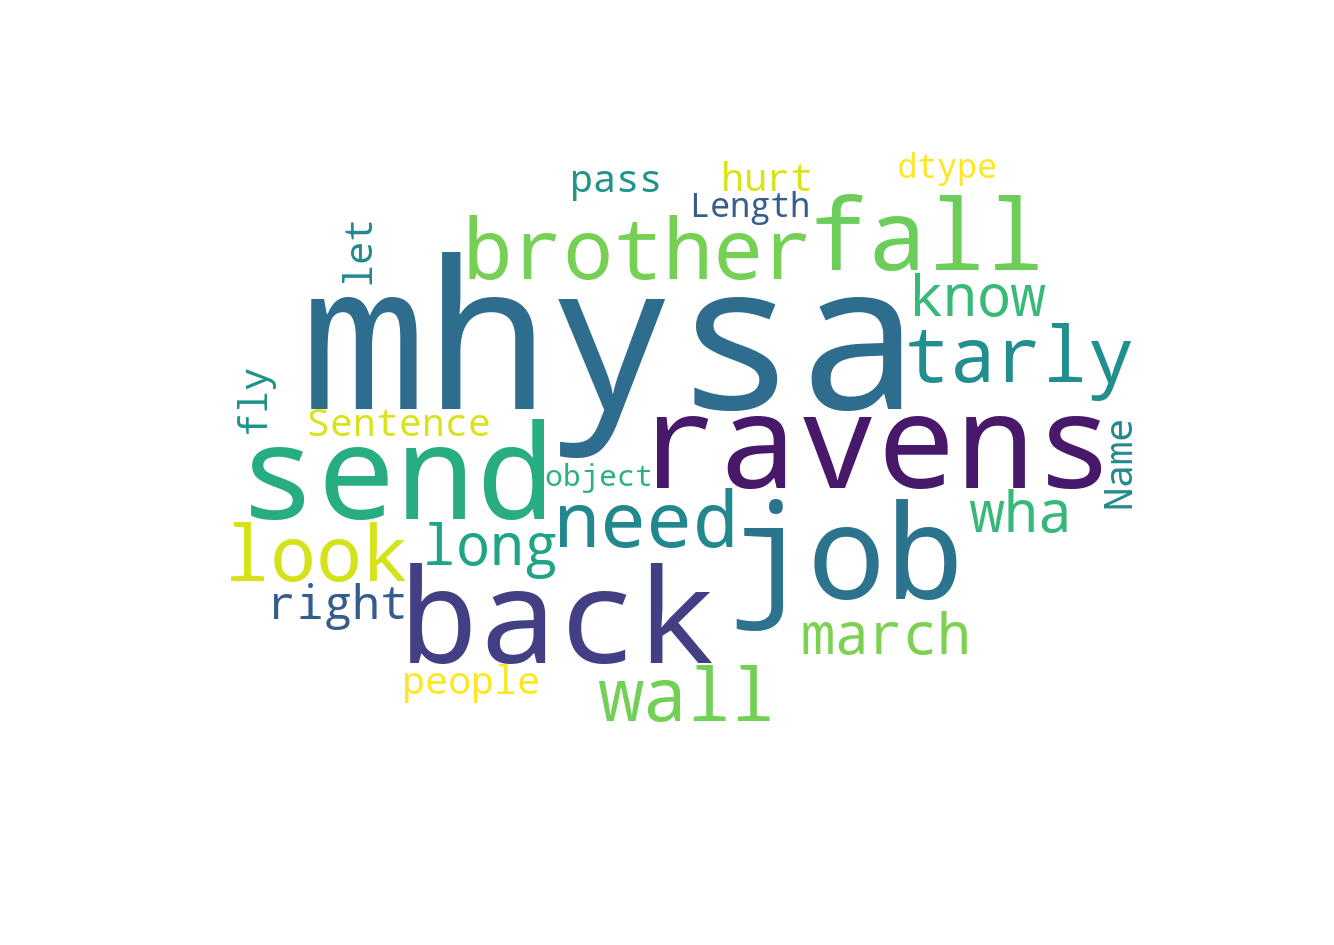 pass
hurt
dtype
Length
let
brother
fall
mhysa
know
tarly
fly
Sentence
ravens
send
object
need
job
wha
Name
look
long
right
back
march
people
wall